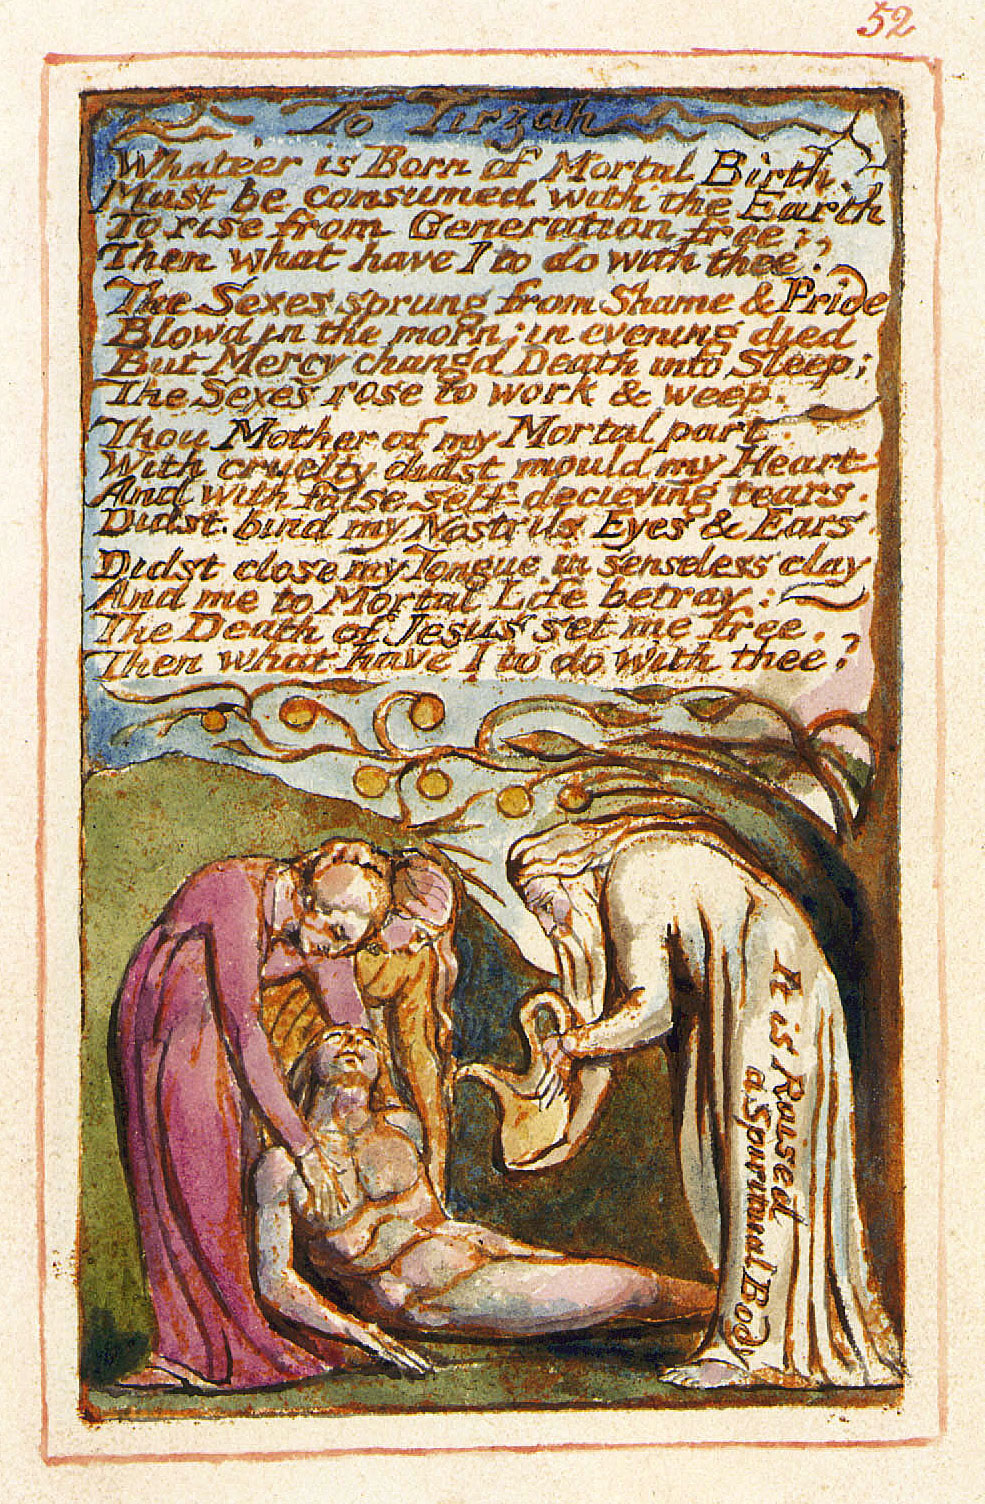 52
To Tirzah
Whate'er is Born of Mortal Birth,
Must be consumed with the Earth
To rise from Generation free;
Then what have I to do with thee?
The Sexes sprung from Shame & Pride
Blow'd in the morn; in evening died
But Mercy changd Death into Sleep;
The Sexes rose to work & weep.
Thou Mother of my Mortal part.
With cruelty didst mould my Heart.
And with false self-decieving tears.
Didst bind my Nostrils Eyes & Ears
Didst close my Tongue in senseless clay
And me to Mortal Life betray:
The Death of Jesus set me free.
Then what have I to do with thee?
It is Raised
a Spiritual Body